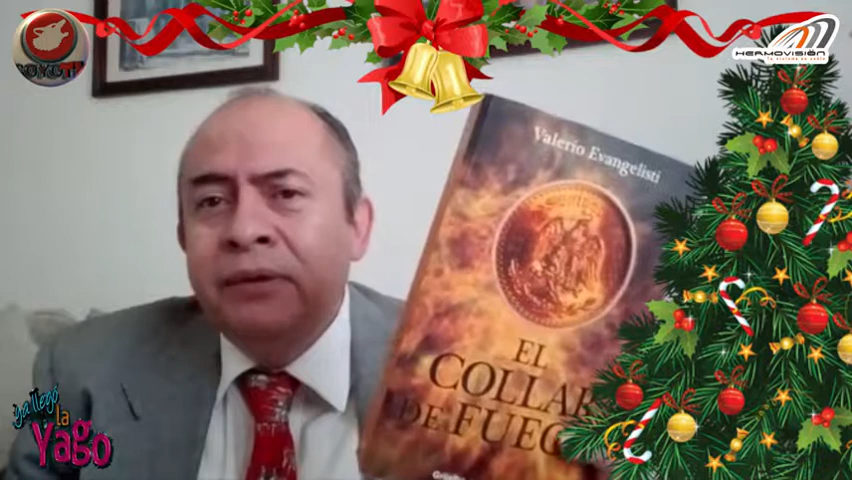 HERMOVISIÓN
Valerio Evangelisti
EL
COLLAR
DE FUEG
ya llegó
la
Yago